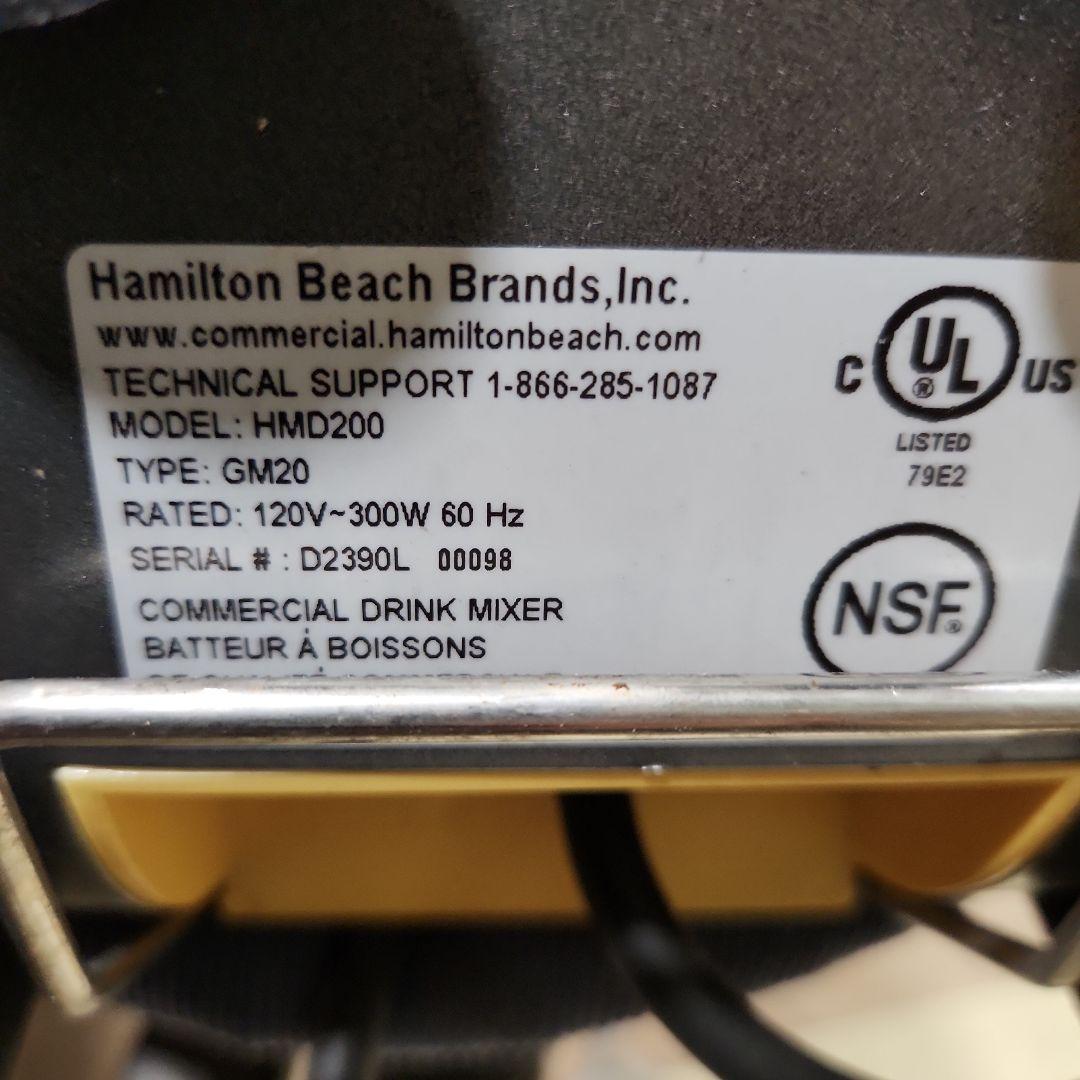 Hamilton Beach Brands,Inc.
www.commercial.hamiltonbeach.com
TECHNICAL SUPPORT 1-866-285-1087
MODEL: HMD200
TYPE: GM20
RATED: 120V~300W 60 Hz
SERIAL # : D2390L 00098
COMMERCIAL DRINK MIXER
BATTEUR À BOISSONS
C UL® US
LISTED
79E2
NSF®